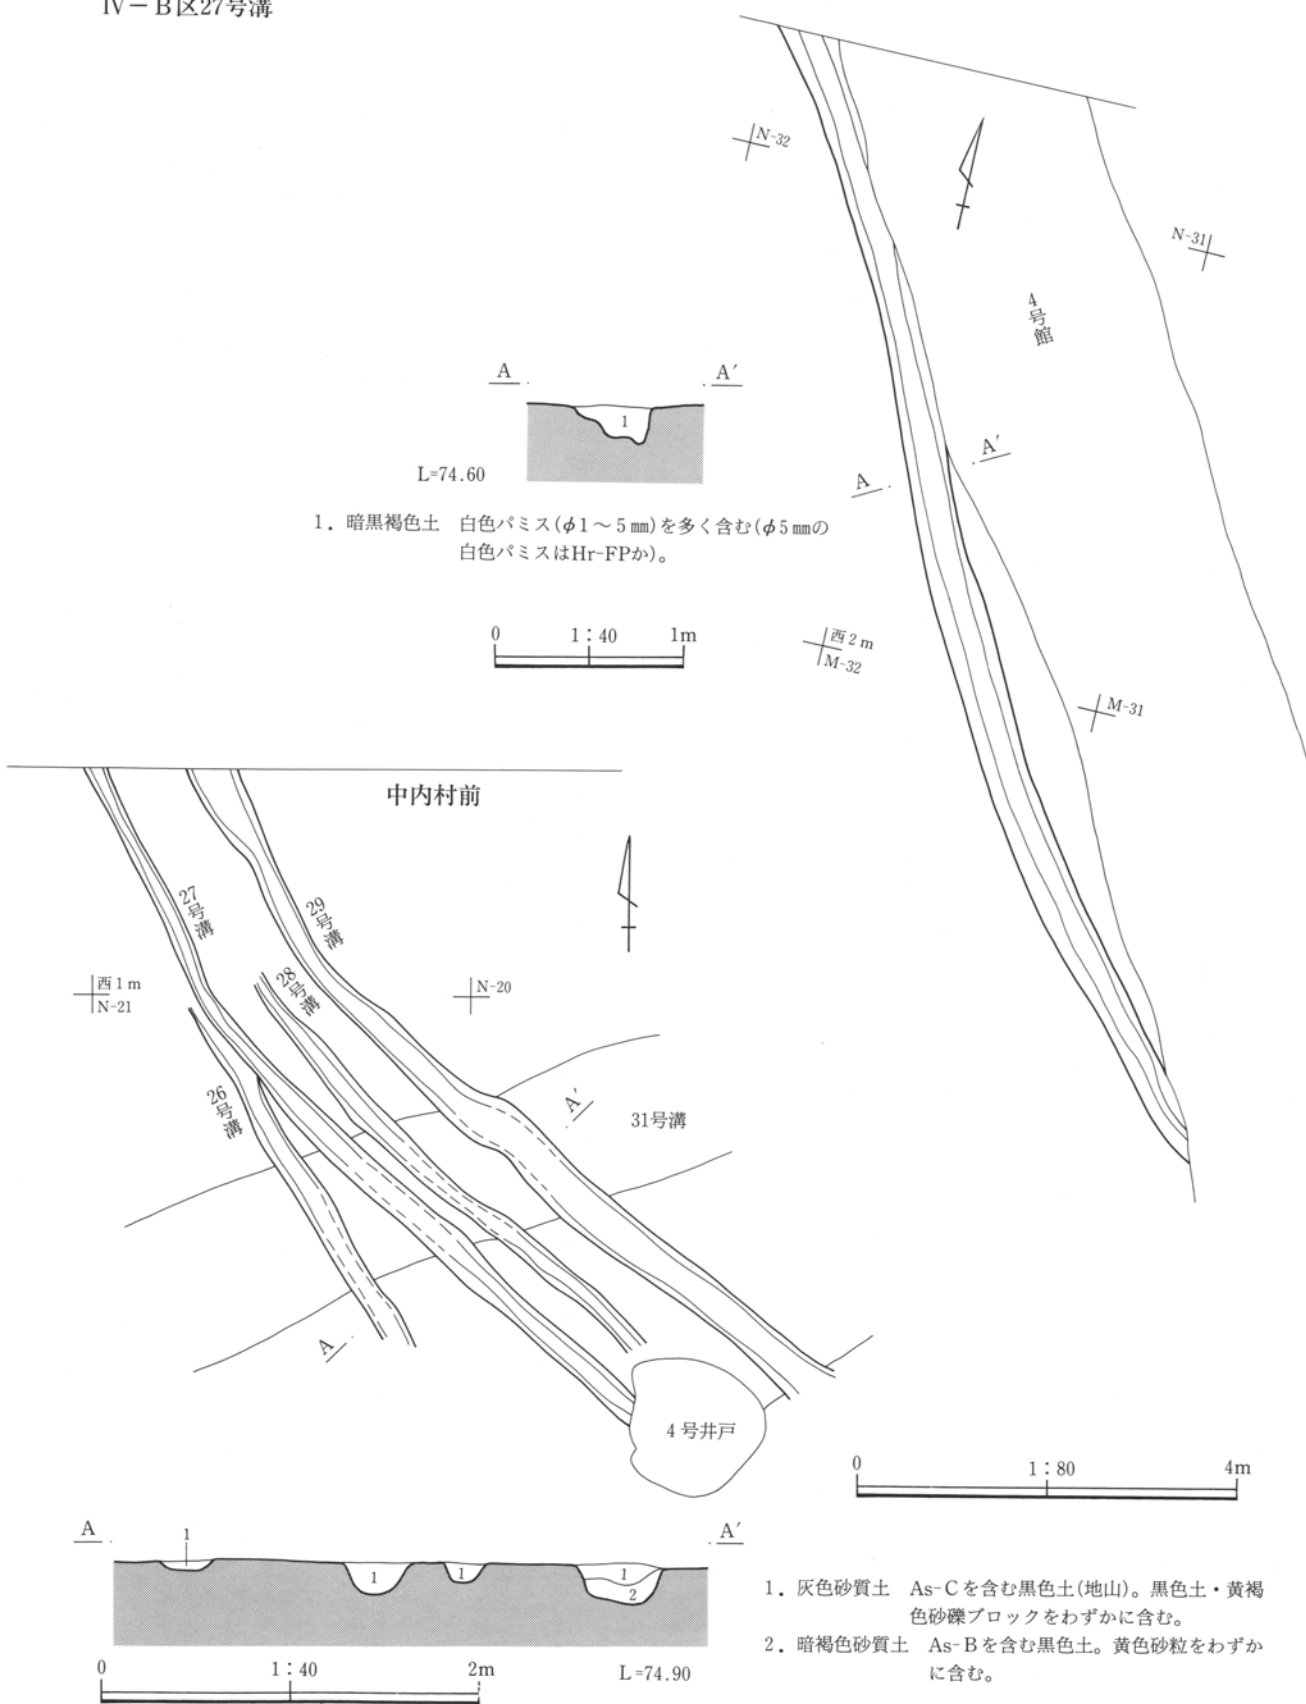 Ⅳ－Ｂ区27号溝
N-32
N-31
4号館
A
A′
1
L=74.60
A
A′
1．暗黒褐色土　白色パミス(φ1～5㎜)を多く含む(φ5㎜の
白色パミスはHr-FPか)。
0　1：40　1m
西2m
M-32
M-31
中内村前
27号溝
29号溝
28号溝
西1m
N-21
N-20
26号溝
A′
31号溝
A
4号井戸
0　1：80　4m
A
A′
1
1
1
1
2
0　1：40　2m
L=74.90
1．灰色砂質土　As-Cを含む黒色土(地山)。黒色土・黄褐
色砂礫ブロックをわずかに含む。
2．暗褐色砂質土　As-Bを含む黒色土。黄色砂粒をわずか
に含む。